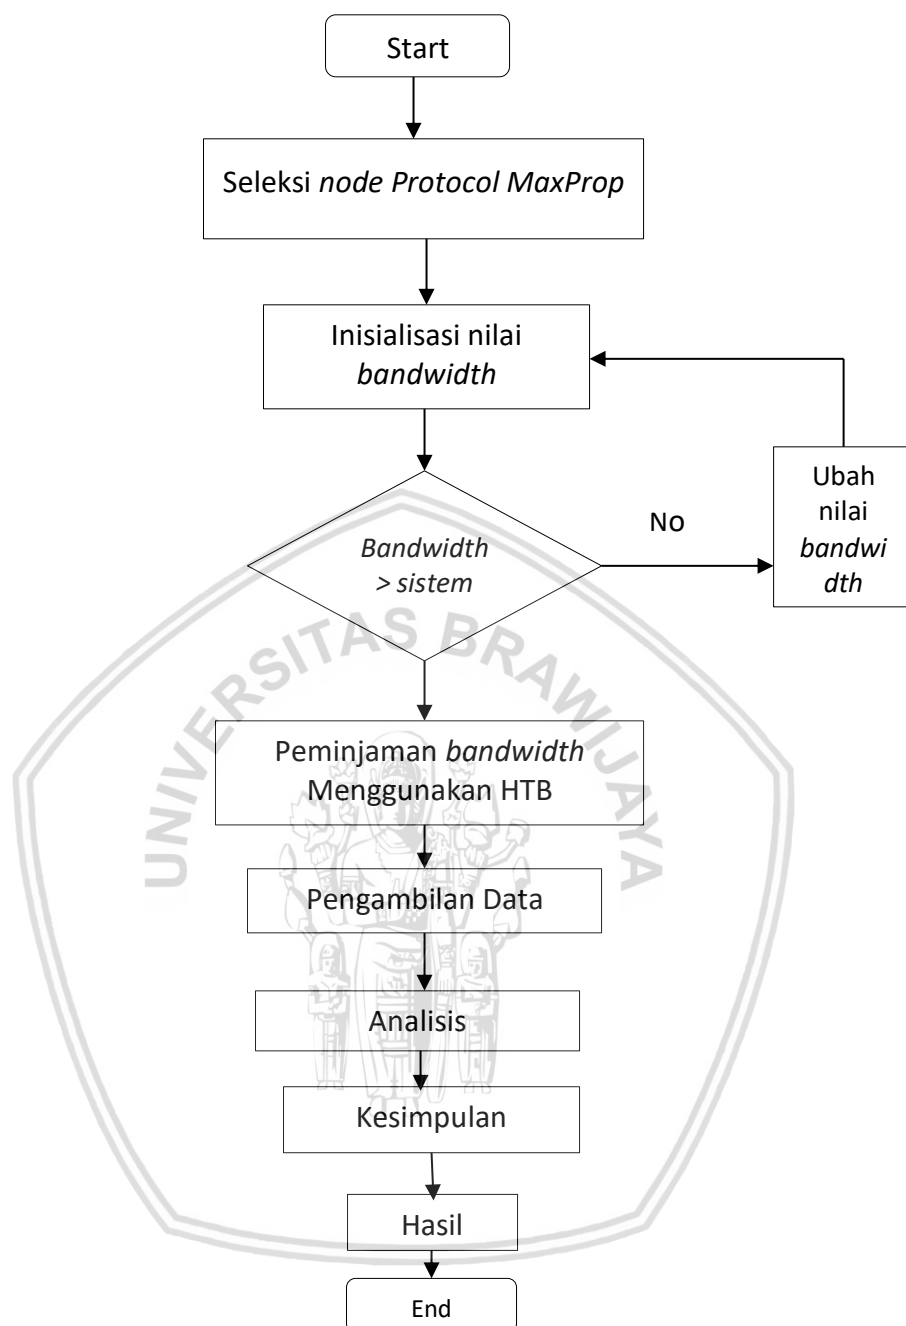 Start
Seleksi node Protocol MaxProp
Inisialisasi nilai
bandwidth
Ubah
nilai
bandwi
dth
No
Bandwidth
> sistem
UNIVERSITAS BRAWIJAYA
Peminjaman bandwidth
Menggunakan HTB
Pengambilan Data
Analisis
Kesimpulan
Hasil
End